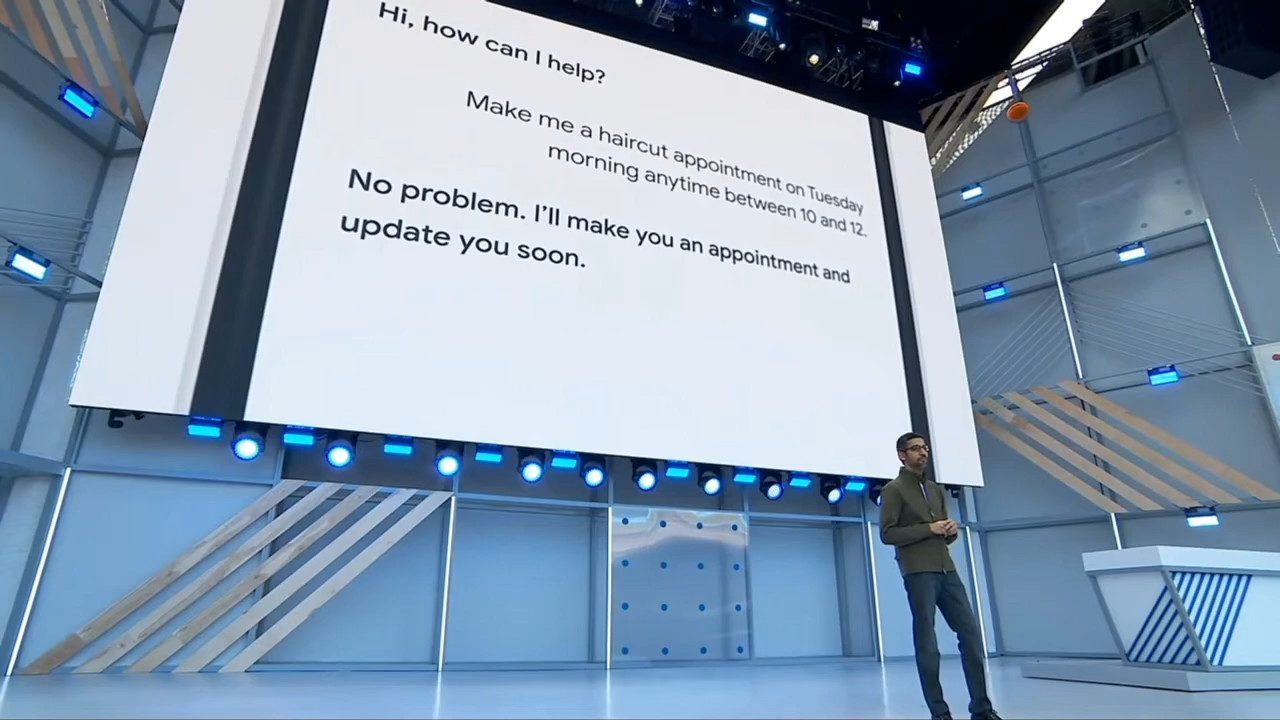 Hi, how can I help?
Make me a haircut appointment on Tuesday
morning anytime between 10 and 12.
No problem. I'll make you an appointment and
update you soon.